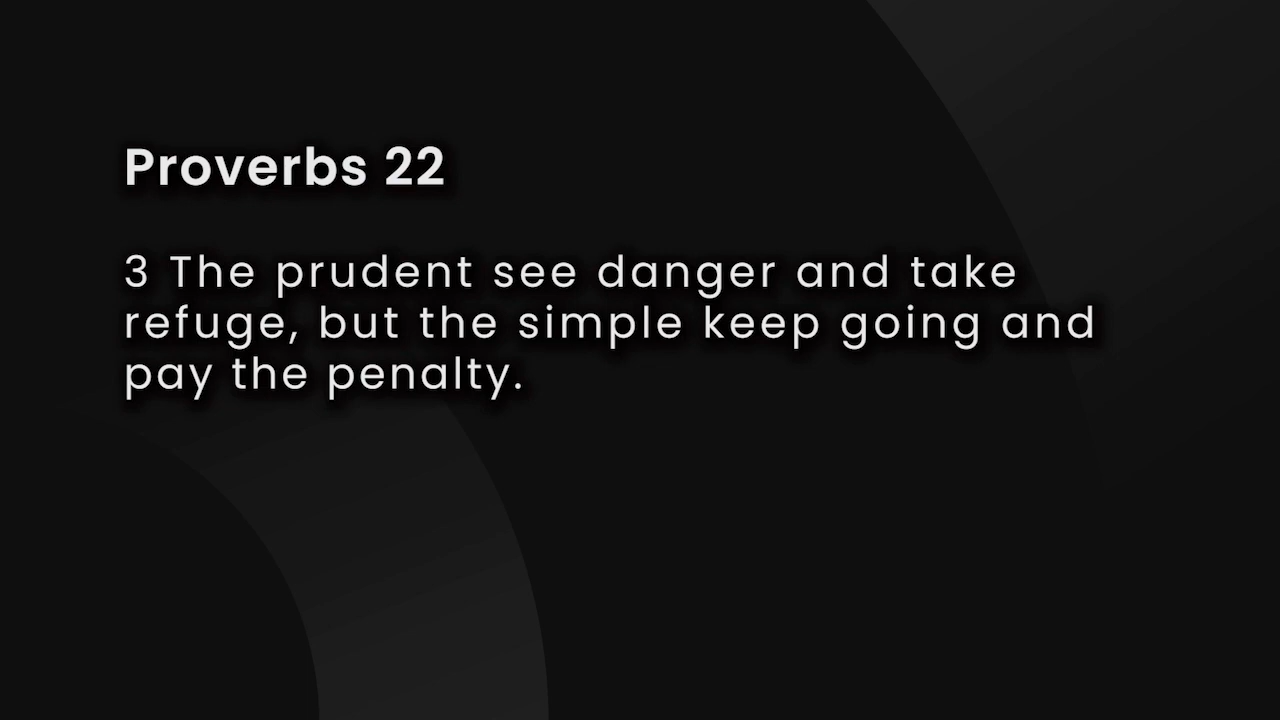 Proverbs 22
3 The prudent see danger and take
refuge, but the simple keep going and
pay the penalty.